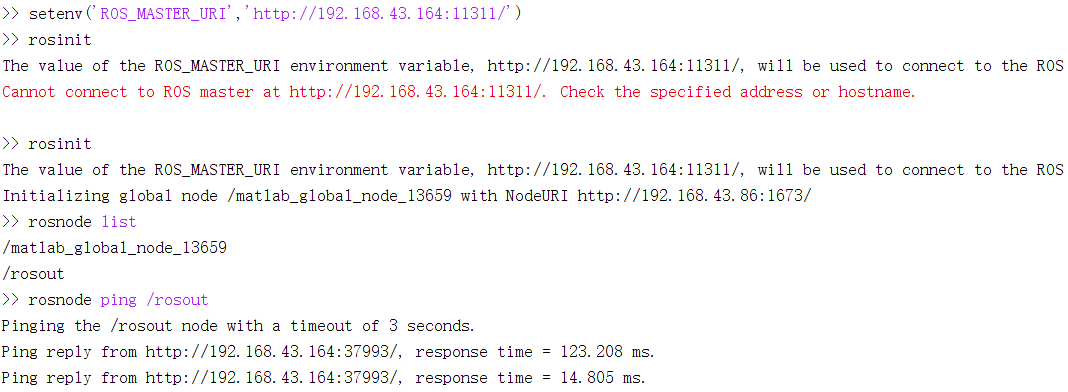 >> setenv('ROS_MASTER_URI','http://192.168.43.164:11311/')
>> rosinit
The value of the ROS_MASTER_URI environment variable, http://192.168.43.164:11311/, will be used to connect to the ROS
Cannot connect to ROS master at http://192.168.43.164:11311/. Check the specified address or hostname.
>> rosinit
The value of the ROS_MASTER_URI environment variable, http://192.168.43.164:11311/, will be used to connect to the ROS
Initializing global node /matlab_global_node_13659 with NodeURI http://192.168.43.86:1673/
>> rosnode list
/matlab_global_node_13659
/rosout
>> rosnode ping /rosout
Pinging the /rosout node with a timeout of 3 seconds.
Ping reply from http://192.168.43.164:37993/, response time = 123.208 ms.
Ping reply from http://192.168.43.164:37993/, response time = 14.805 ms.